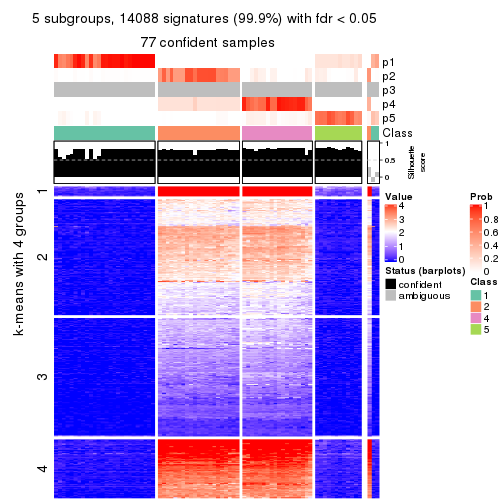 5 subgroups, 14088 signatures (99.9%) with fdr < 0.05
77 confident samples
p1
p2
p3
p4
p5
Class
1
0.5
0
Silhouette
score
k-means with 4 groups
1
2
3
4
Value
4
3
2
1
0
Status (barplots)
confident
ambiguous
Prob
1
0.8
0.6
0.4
0.2
0
Class
1
2
4
5